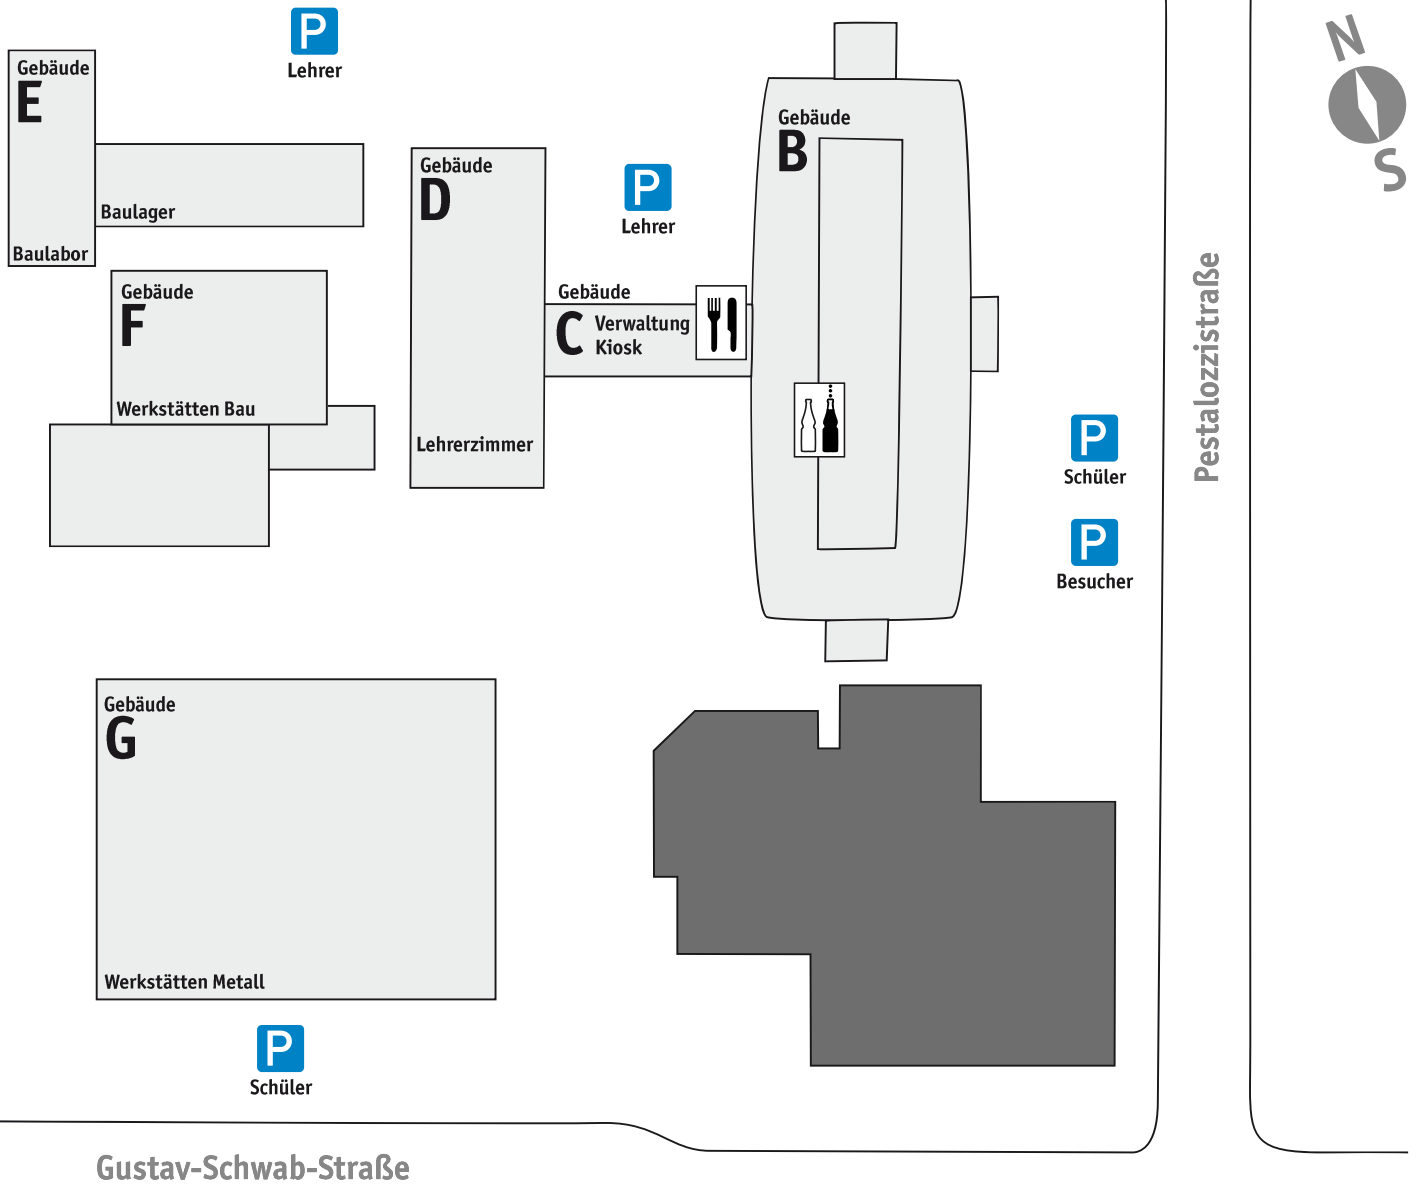 P
Lehrer
N
S
Gebäude
E
Baulager
Baulabor
Gebäude
D
Lehrerzimmer
P
Lehrer
Gebäude
B
Gebäude
F
Werkstätten Bau
Gebäude
C Verwaltung
Kiosk
Pestalozzistraße
P
Schüler
P
Besucher
Gebäude
G
Werkstätten Metall
P
Schüler
Gustav-Schwab-Straße